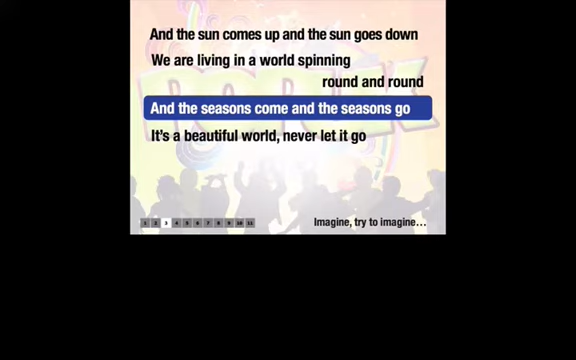 And the sun comes up and the sun goes down
We are living in a world spinning
round and round
And the seasons come and the seasons go
It's a beautiful world, never let it go
1 2 3 4 5 6 7 8 9 10 11
Imagine, try to imagine...